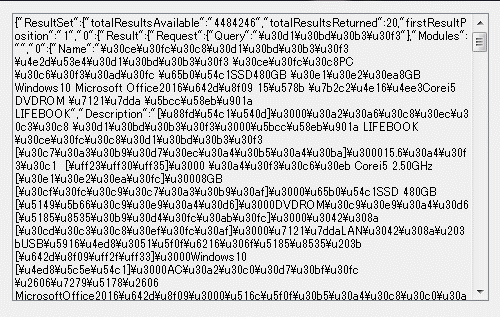 {"ResultSet":{"totalResultsAvailable":"4484246","totalResultsReturned":20,"firstResultP
osition":"1","0":{"Result":{"Request":{"Query":"¥u30d1¥u30bd¥u30b3¥u30f3"},"Modules":
"","0":{"Name":"¥u30ce¥u30fc¥u30c8¥u30d1¥u30bd¥u30b3¥u30f3
¥u4e2d¥u53e4¥u30d1¥u30bd¥u30b3¥u30f3 ¥u30ce¥u30fc¥u30c8PC
¥u30c6¥u30f3¥u30ad¥u30fc ¥u65b0¥u54c1SSD480GB ¥u30e1¥u30e2¥u30ea8GB
Windows10 Microsoft Office2016¥u642d¥u8f09 15¥u578b ¥u7b2c2¥u4e16¥u4ee3Corei5
DVDROM ¥u7121¥u7dda ¥u5bcc¥u58eb¥u901a
LIFEBOOK","Description":"[¥u88fd¥u54c1¥u540d]¥u3000¥u30a2¥u30a6¥u30c8¥u30ec¥u3
0c3¥u30c8 ¥u30d1¥u30bd¥u30b3¥u30f3¥u3000¥u5bcc¥u58eb¥u901a LIFEBOOK
¥u30ce¥u30fc¥u30c8¥u30d1¥u30bd¥u30b3¥u30f3
[¥u30c7¥u30a3¥u30b9¥u30d7¥u30ec¥u30a4¥u30b5¥u30a4¥u30ba]¥u300015.6¥u30a4¥u30f
3¥u30c1 [¥uff23¥uff30¥uff35]¥u3000 ¥u30a4¥u30f3¥u30c6¥u30eb Corei5 2.50GHz
[¥u30e1¥u30e2¥u30ea¥u30fc]¥u30008GB
[¥u30cf¥u30fc¥u30c9¥u30c7¥u30a3¥u30b9¥u30af]¥u3000¥u65b0¥u54c1SSD 480GB
[¥u5149¥u5b66¥u30c9¥u30e9¥u30a4¥u30d6]¥u3000DVDROM¥u30c9¥u30e9¥u30a4¥u30d6
[¥u5185¥u8535¥u30b9¥u30d4¥u30fc¥u30ab¥u30fc]¥u3000¥u3042¥u308a
[¥u30cd¥u30c3¥u30c8¥u30ef¥u30fc¥u30af]¥u3000¥u7121¥u7ddaLAN¥u3042¥u308a¥u203
bUSB¥u5916¥u4ed8¥u3051¥u5f0f¥u6216¥u306f¥u5185¥u8535¥u203b
[¥u642d¥u8f09¥uff2f¥uff33]¥u3000Windows10
[¥u4ed8¥u5c5e¥u54c1]¥u3000AC¥u30a2¥u30c0¥u30d7¥u30bf¥u30fc
¥u2606¥u7279¥u5178¥u2606
MicrosoftOffice2016¥u642d¥u8f09¥u3000¥u516c¥u5f0f¥u30b5¥u30a4¥u30c8¥u30c0¥u30a